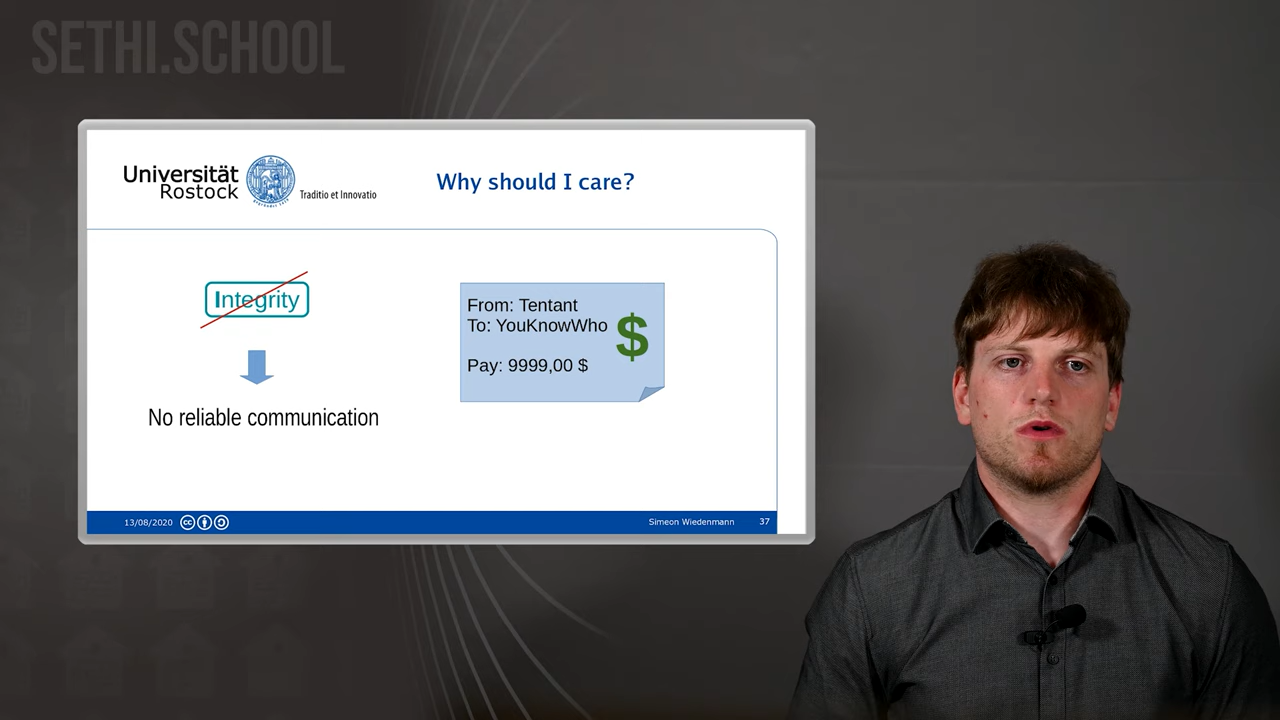 SETHI.SCHOOL
Universität
Rostock
Traditio et Innovatio
Why should I care?
Integrity
No reliable communication
From: Tentant
To: YouKnowWho
$
Pay: 9999,00 $
13/08/2020
cc
Simeon Wiedenmann
37